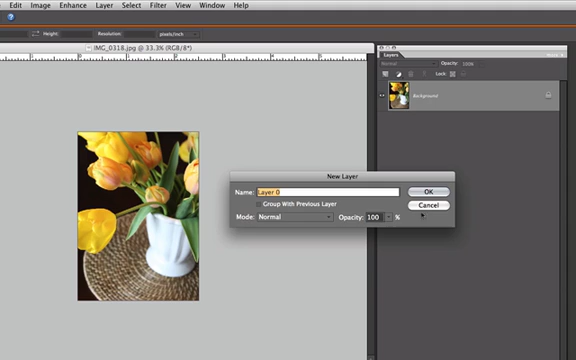 Edit Image Enhance Layer Select Filter View Window Help
Height: Resolution: pixels/inch
IMG_0318.jpg @ 33.3% (RGB/8*)
Layers
Normal Opacity: 100%
Lock:
Background
New Layer
Name: Layer 0 OK
Group With Previous Layer Cancel
Mode: Normal Opacity: 100 %